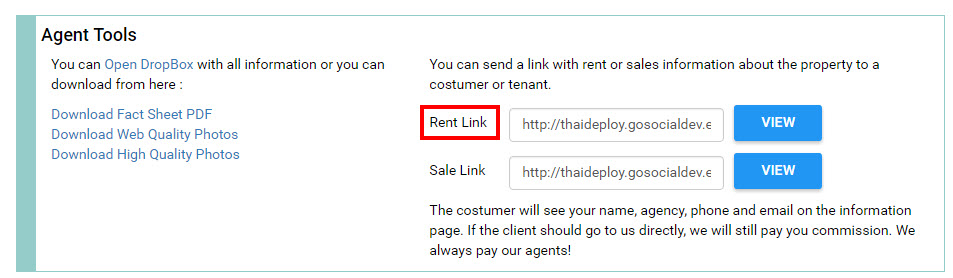 Agent Tools
You can Open DropBox with all information or you can
download from here :
Download Fact Sheet PDF
Download Web Quality Photos
Download High Quality Photos
You can send a link with rent or sales information about the property to a
costumer or tenant.
Rent Link http://thaideploy.gosocialdev.e VIEW
Sale Link http://thaideploy.gosocialdev.e VIEW
The costumer will see your name, agency, phone and email on the information
page. If the client should go to us directly, we will still pay you commission. We
always pay our agents!